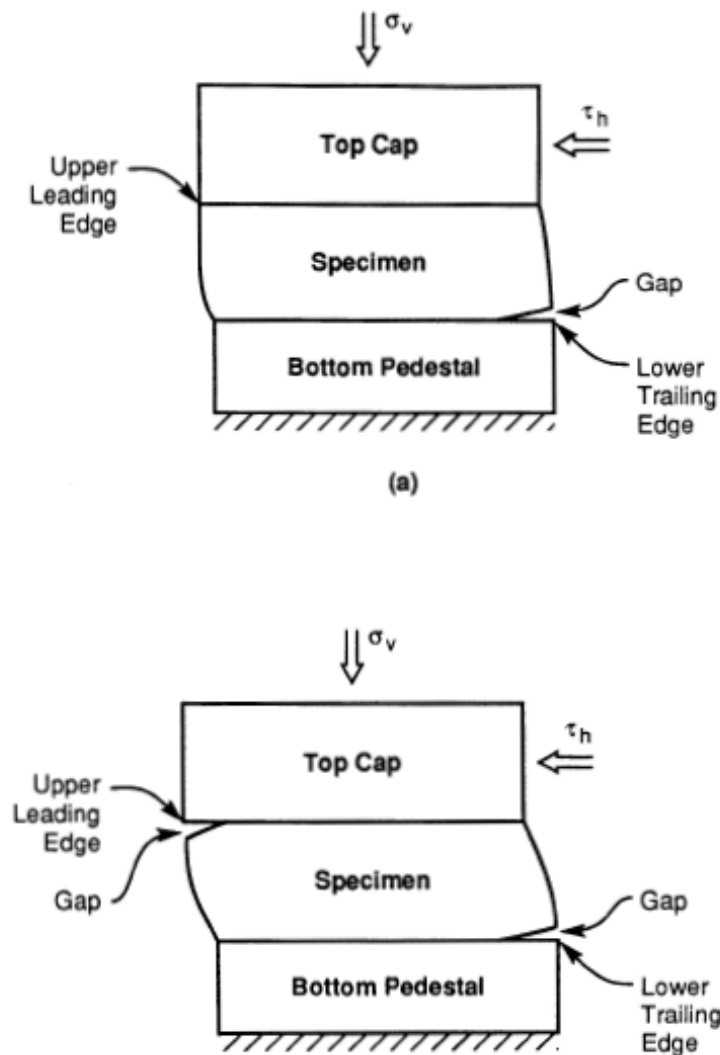 σv
Top Cap
τh
Upper
Leading
Edge
Specimen
Gap
Bottom Pedestal
Lower
Trailing
Edge
(a)
σv
Top Cap
τh
Upper
Leading
Edge
Gap
Specimen
Gap
Bottom Pedestal
Lower
Trailing
Edge